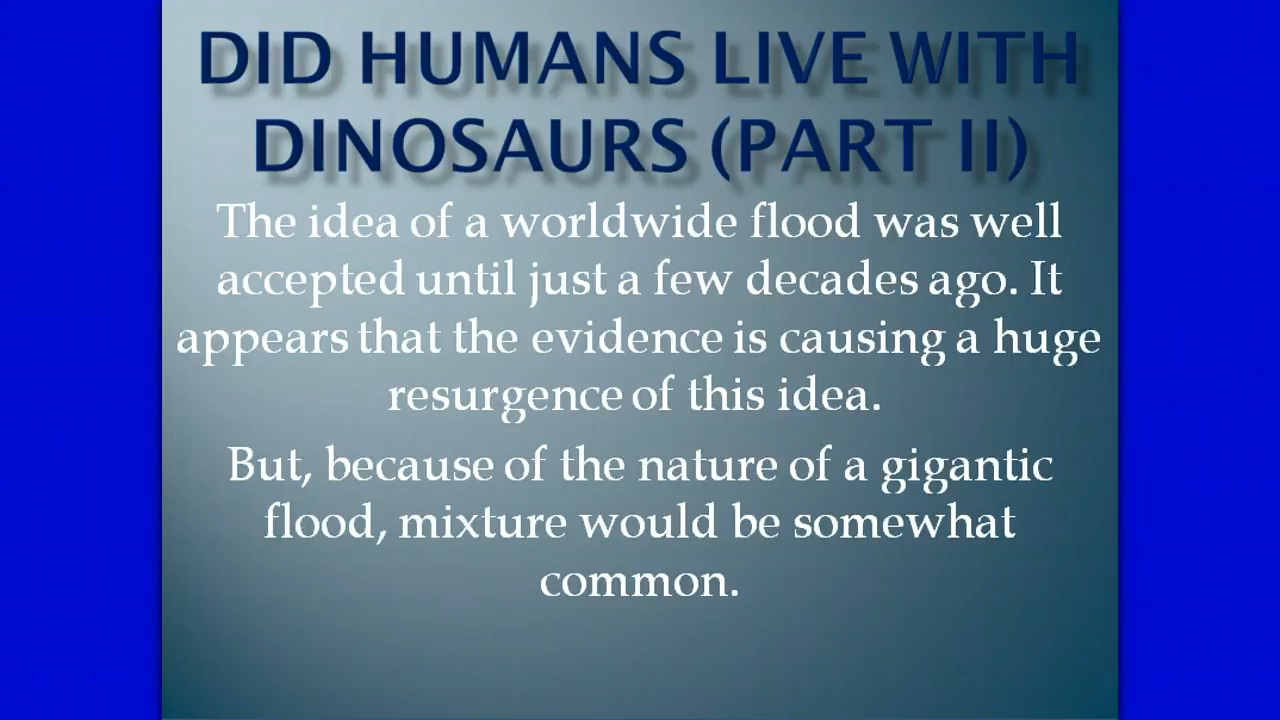 DID HUMANS LIVE WITH
DINOSAURS (PART II)
The idea of a worldwide flood was well
accepted until just a few decades ago. It
appears that the evidence is causing a huge
resurgence of this idea.
But, because of the nature of a gigantic
flood, mixture would be somewhat
common.